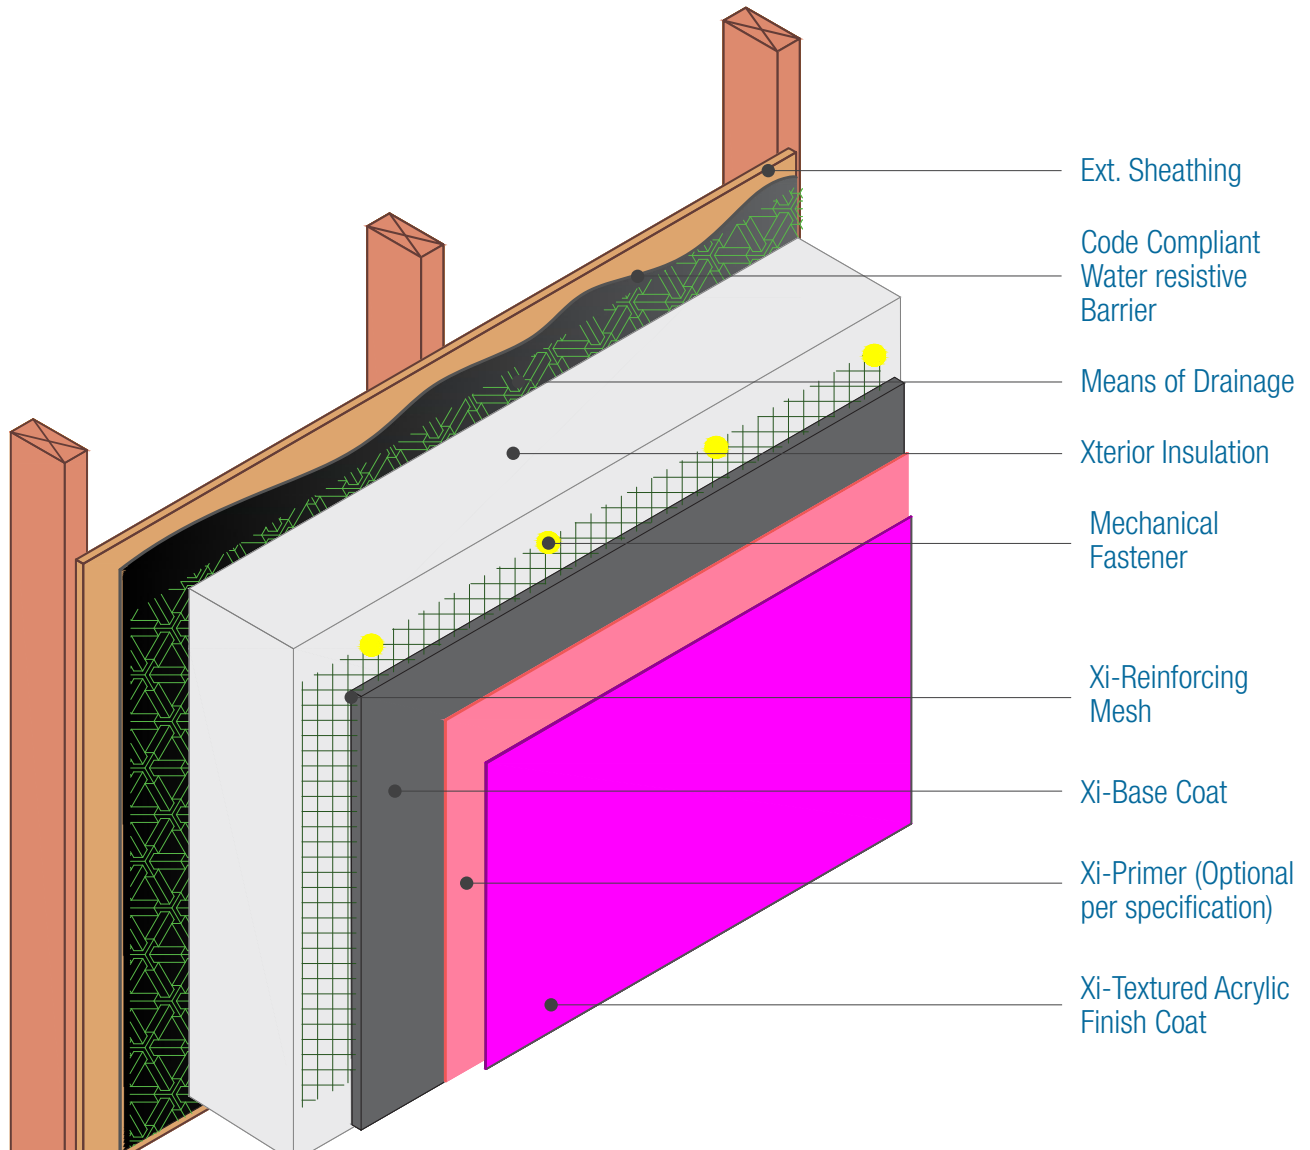 Ext. Sheathing
Code Compliant
Water resistive
Barrier
Means of Drainage
Xterior Insulation
Mechanical
Fastener
Xi-Reinforcing
Mesh
Xi-Base Coat
Xi-Primer (Optional
per specification)
Xi-Textured Acrylic
Finish Coat